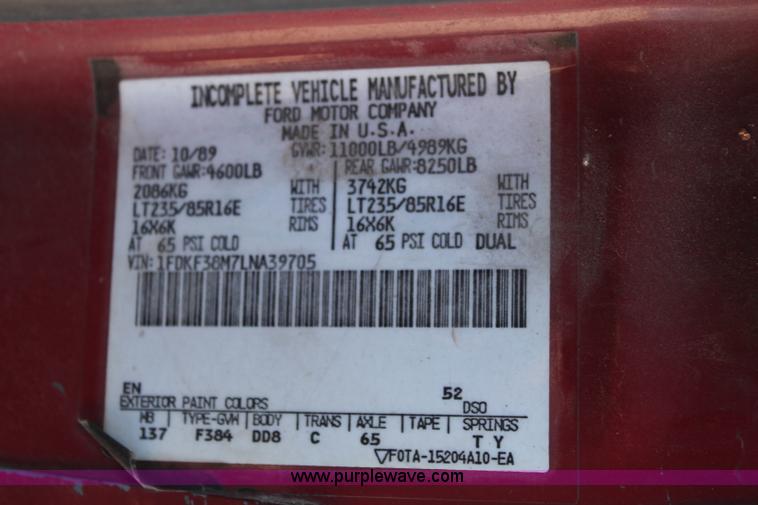 INCOMPLETE VEHICLE MANUFACTURED BY
FORD MOTOR COMPANY
MADE IN U.S.A.
DATE: 10/89 GVWR:11000LB/4989KG
FRONT GAWR:4600LB REAR GAWR:8250LB
2086KG WITH 3742KG WITH
LT235/85R16E TIRES LT235/85R16E TIRES
16X6K RIMS 16X6K RIMS
AT 65 PSI COLD AT 65 PSI COLD DUAL
VIN: 1FDKF38M7LNA39705
EN 52
EXTERIOR PAINT COLORS DSO
WB TYPE-GVW BODY TRANS AXLE TAPE SPRINGS
137 F384 DD8 C 65 T Y
▽F0TA-15204A10-EA
www.purplewave.com